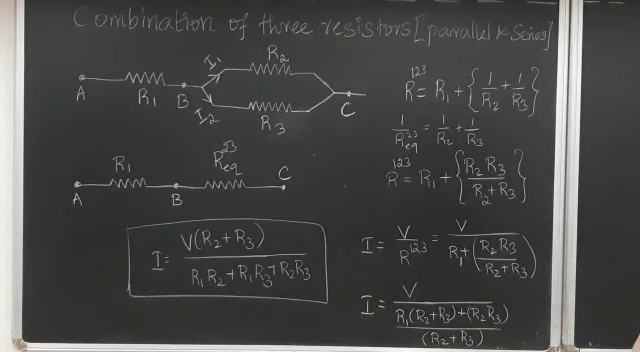 Combination of three resistors [parallel & Series]
A R₁ B I₁ R₂ I₂ R₃ C
A R₁ B R²³eq C
I = V(R₂+R₃) / R₁R₂+R₁R₃+R₂R₃
R¹²³ = R₁ + {1/R₂ + 1/R₃}
1/R²³eq = 1/R₂ + 1/R₃
R¹²³ = R₁ + {R₂R₃ / R₂+R₃}
I = V/R¹²³ = V / R₁+(R₂R₃ / R₂+R₃)
I = V / R₁(R₂+R₃)+(R₂R₃) / (R₂+R₃)